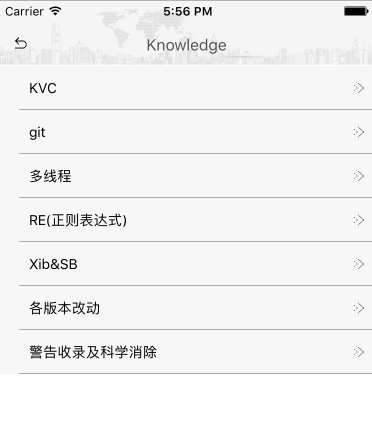 Carrier 5:56 PM
Knowledge
KVC
git
多线程
RE(正则表达式)
Xib&SB
各版本改动
警告收录及科学消除